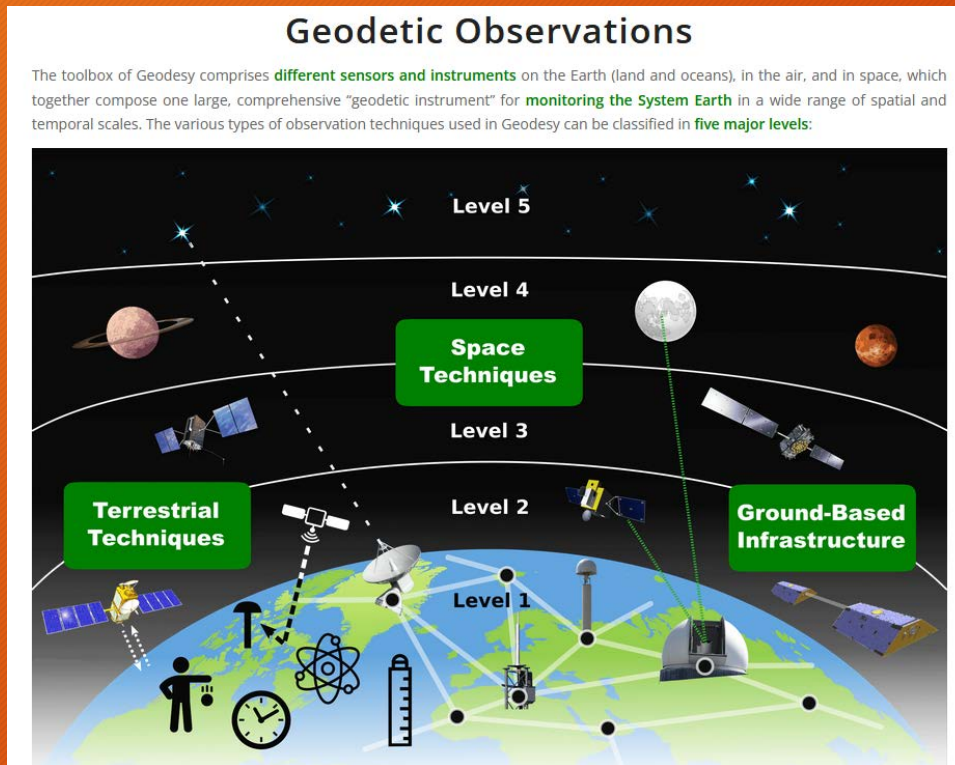 Geodetic Observations
The toolbox of Geodesy comprises different sensors and instruments on the Earth (land and oceans), in the air, and in space, which
together compose one large, comprehensive “geodetic instrument” for monitoring the System Earth in a wide range of spatial and
temporal scales. The various types of observation techniques used in Geodesy can be classified in five major levels:
Level 5
Level 4
Space
Techniques
Level 3
Level 2
Terrestrial
Techniques
Ground-Based
Infrastructure
Level 1